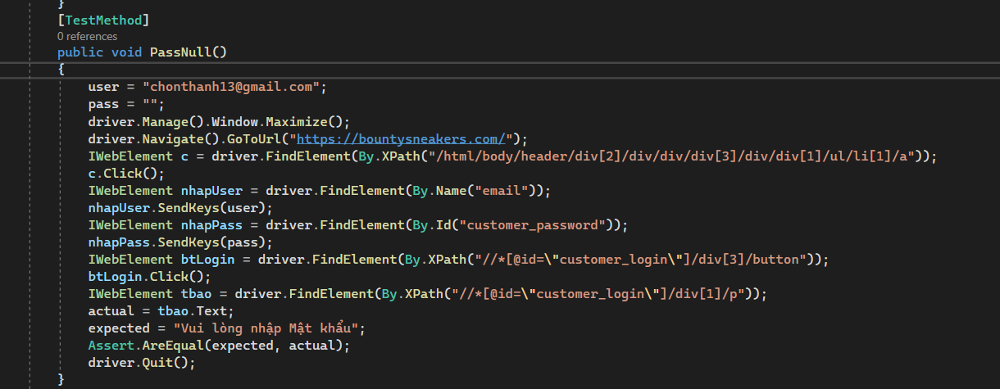 }
[TestMethod]
0 references
public void PassNull()
{
user = "chonthanh13@gmail.com";
pass = "";
driver.Manage().Window.Maximize();
driver.Navigate().GoToUrl("https://bountysneakers.com/");
IWebElement c = driver.FindElement(By.XPath("/html/body/header/div[2]/div/div/div[3]/div/div[1]/ul/li[1]/a"));
c.Click();
IWebElement nhapUser = driver.FindElement(By.Name("email"));
nhapUser.SendKeys(user);
IWebElement nhapPass = driver.FindElement(By.Id("customer_password"));
nhapPass.SendKeys(pass);
IWebElement btLogin = driver.FindElement(By.XPath("//*[@id=\"customer_login\"]/div[3]/button"));
btLogin.Click();
IWebElement tbao = driver.FindElement(By.XPath("//*[@id=\"customer_login\"]/div[1]/p"));
actual = tbao.Text;
expected = "Vui lòng nhập Mật khẩu";
Assert.AreEqual(expected, actual);
driver.Quit();
}